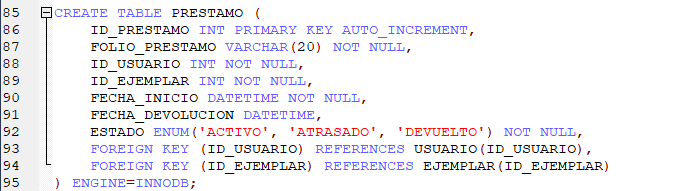 85 CREATE TABLE PRESTAMO (
86 ID_PRESTAMO INT PRIMARY KEY AUTO_INCREMENT,
87 FOLIO_PRESTAMO VARCHAR(20) NOT NULL,
88 ID_USUARIO INT NOT NULL,
89 ID_EJEMPLAR INT NOT NULL,
90 FECHA_INICIO DATETIME NOT NULL,
91 FECHA_DEVOLUCION DATETIME,
92 ESTADO ENUM('ACTIVO', 'ATRASADO', 'DEVUELTO') NOT NULL,
93 FOREIGN KEY (ID_USUARIO) REFERENCES USUARIO(ID_USUARIO),
94 FOREIGN KEY (ID_EJEMPLAR) REFERENCES EJEMPLAR(ID_EJEMPLAR)
95 ) ENGINE=INNODB;